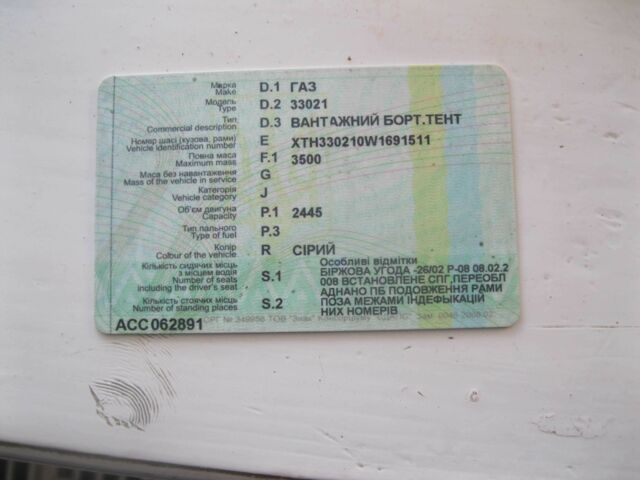 Марка D.1 ГАЗ
Make
Модель D.2 33021
Type
Тип D.3 ВАНТАЖНИЙ БОРТ.ТЕНТ
Commercial description
Номер шасі (кузова, рами) E XTH330210W1691511
Vehicle identification number
Повна маса F.1 3500
Maximum mass
Маса без навантаження G
Mass of the vehicle in service
Категорія J
Vehicle category
Об'єм двигуна P.1 2445
Capacity
Тип пального P.3
Type of fuel
Колір R СІРИЙ
Colour of the vehicle
Особливі відмітки
Кількість сидячих місць
з місцем водія S.1
Number of seats
including the driver's seat
БІРЖОВА УГОДА -26/02 Р-08 08.02.2
008 ВСТАНОВЛЕНЕ СПГ,ПЕРЕОБЛ
АДНАНО ПБ ПОДОВЖЕННЯ РАМИ
Кількість стоячих місць S.2
Number of standing places
ПОЗА МЕЖАМИ ІНДЕФЫКАЦІЙ
НИХ НОМЕРІВ
АСС 062891